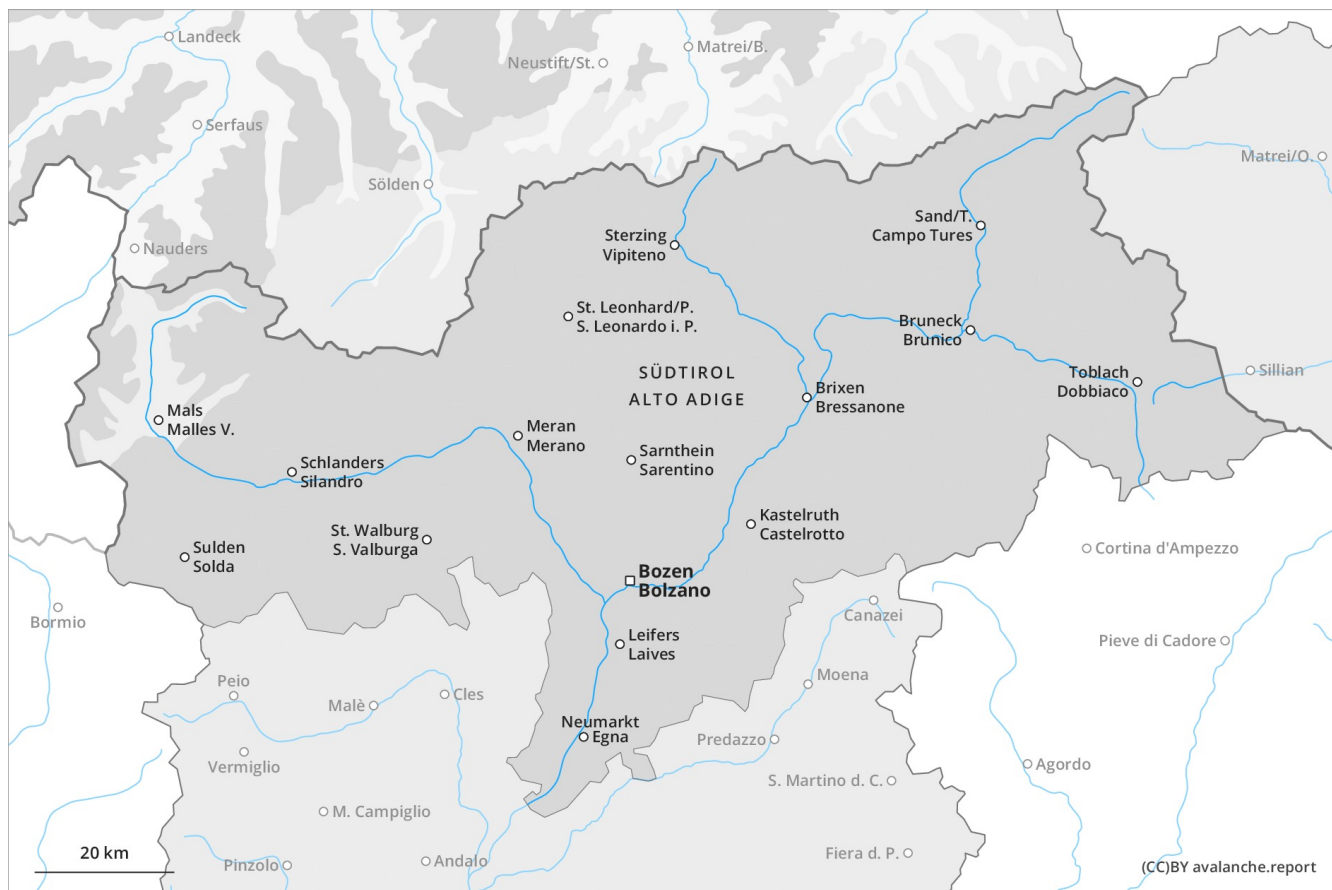 Landeck
Matrei/B.
Neustift/St.
Serfaus
Matrei/O.
Sölden
Sand/T.
Campo Tures
Nauders
Sterzing
Vipiteno
St. Leonhard/P.
S. Leonardo i. P.
Bruneck
Brunico
SÜDTIROL
ALTO ADIGE
Toblach
Dobbiaco
Sillian
Brixen
Bressanone
Mals
Malles V.
Meran
Merano
Sarnthein
Sarentino
Schlanders
Silandro
Kastelruth
Castelrotto
St. Walburg
S. Valburga
Sulden
Solda
Cortina d'Ampezzo
Bozen
Bolzano
Bormio
Canazei
Leifers
Laives
Pieve di Cadore
Peio
Moena
Malè
Cles
Neumarkt
Egna
Predazzo
Vermiglio
Agordo
S. Martino d. C.
M. Campiglio
20 km
Pinzolo
Andalo
Fiera d. P.
(CC)BY avalanche.report